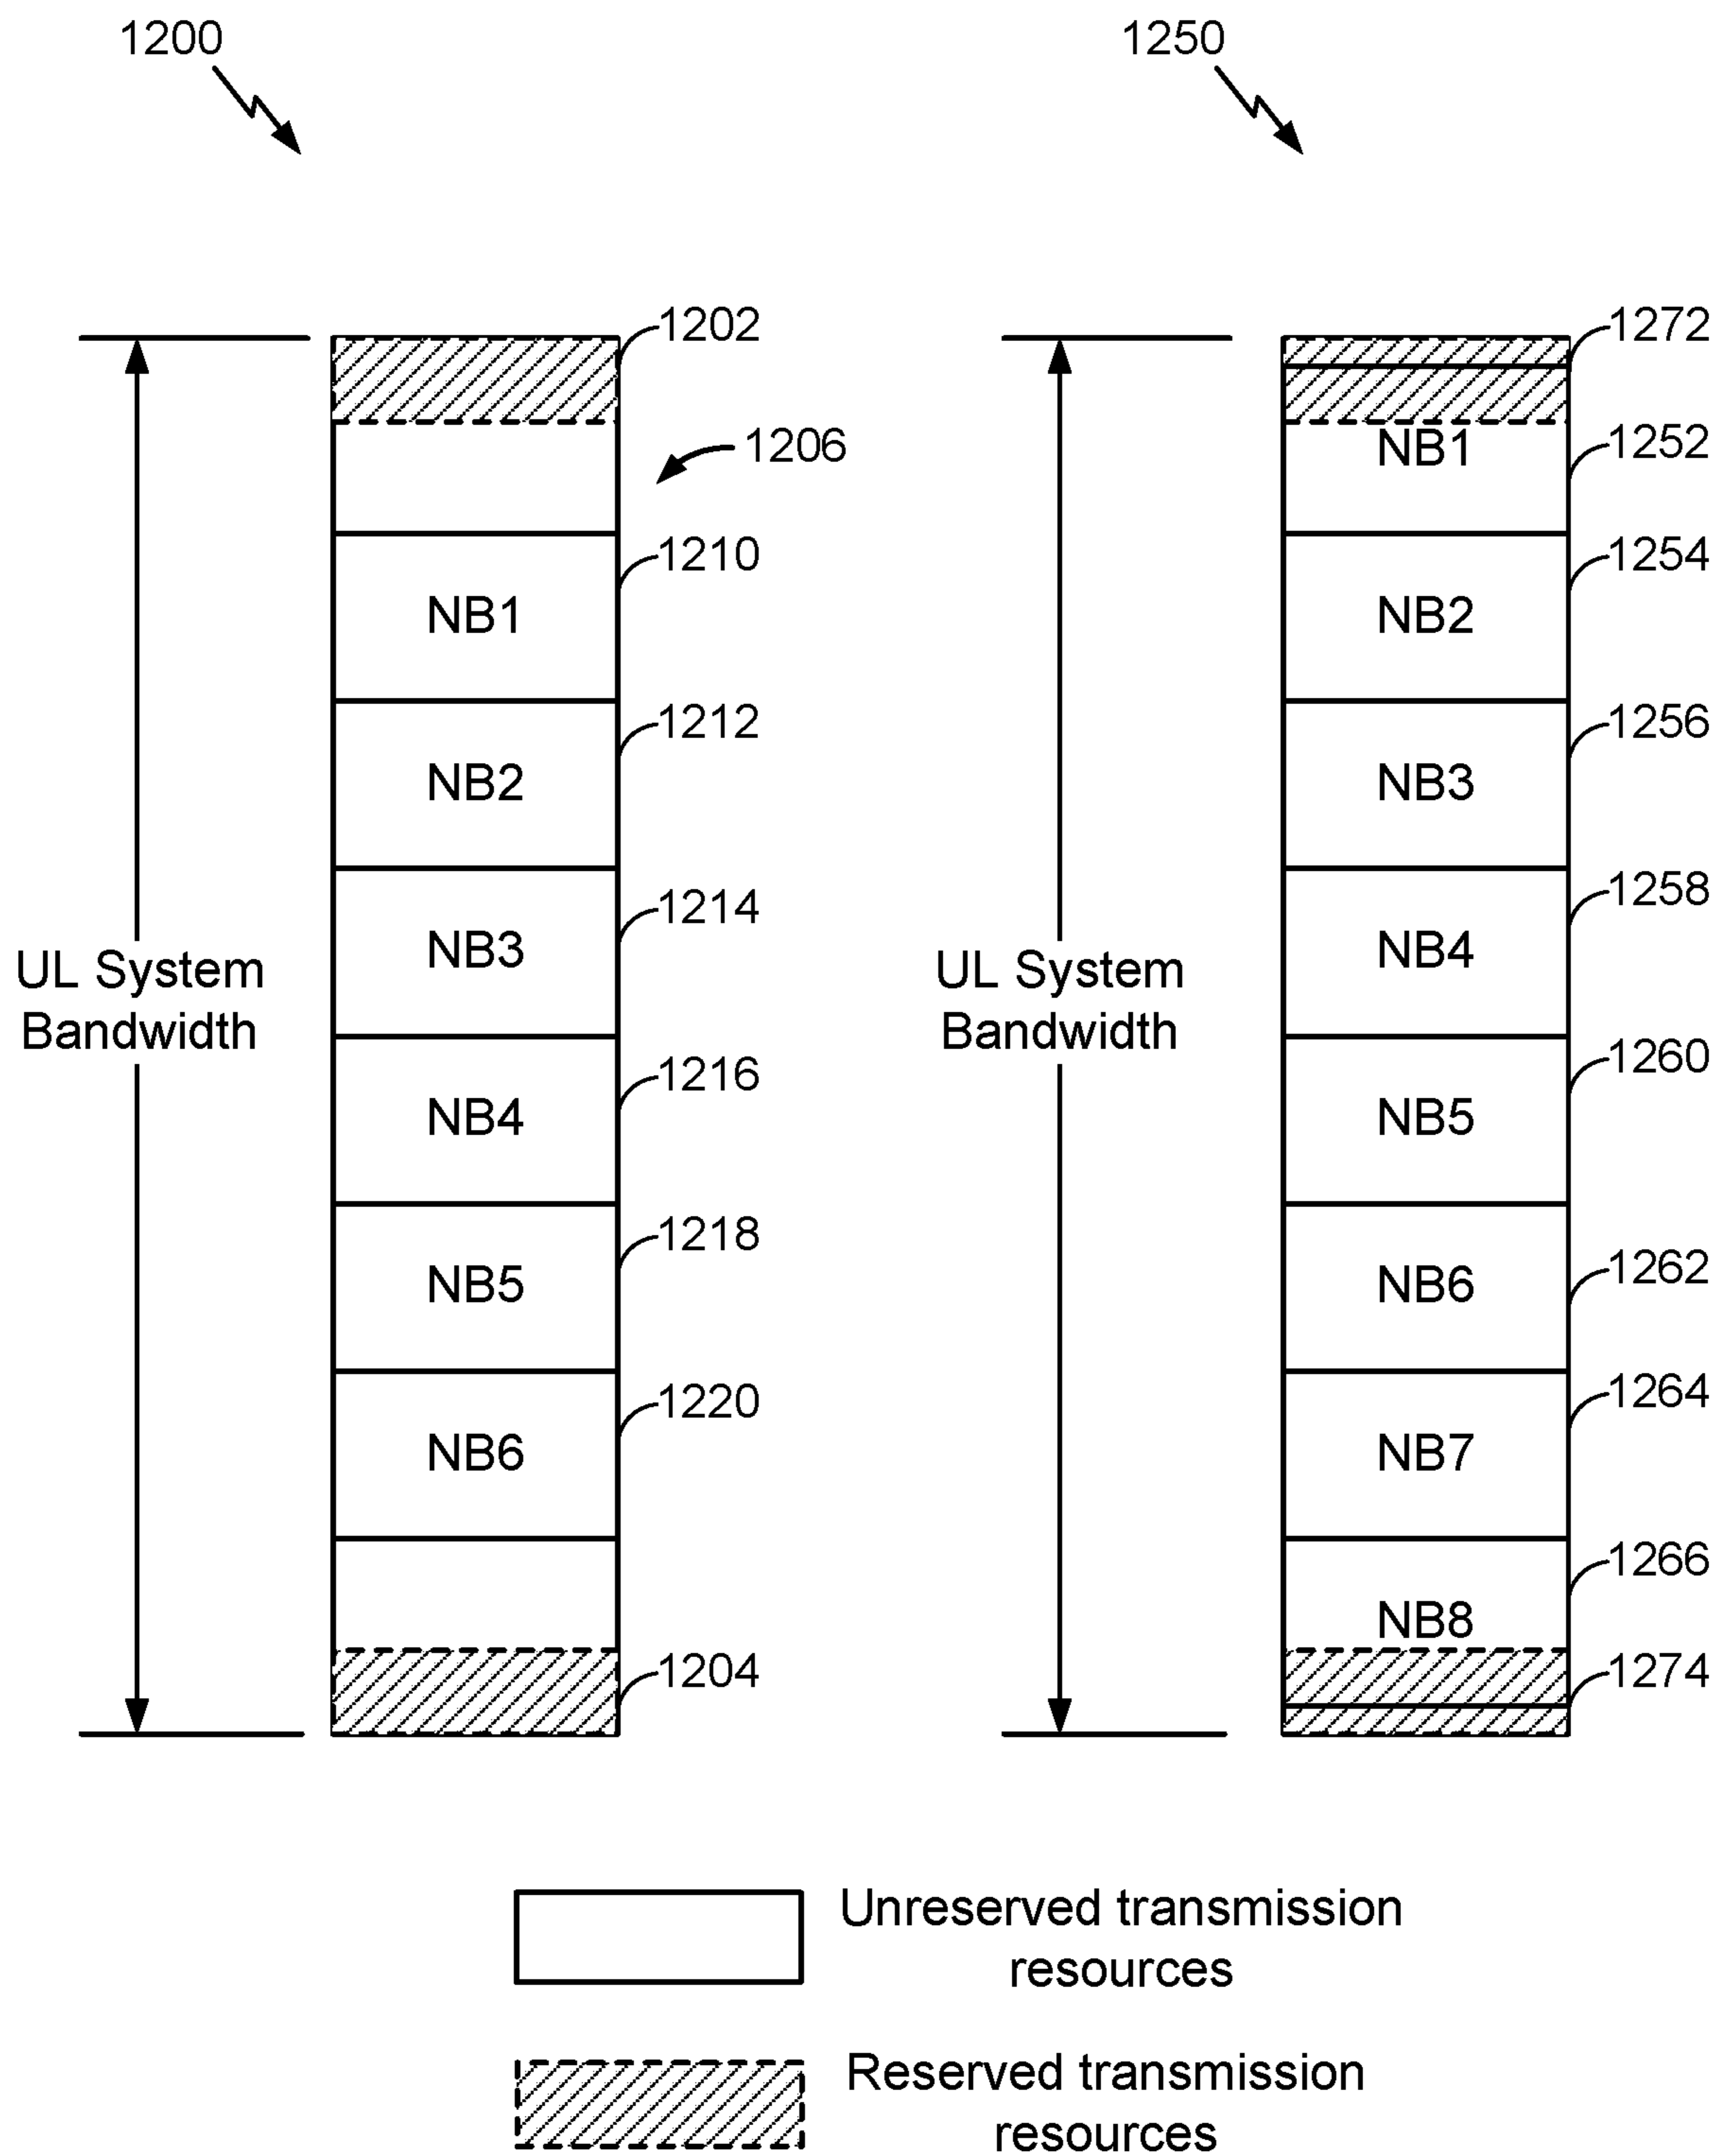 1200
1250
1202
1206
1210
NB1
1212
NB2
1214
NB3
UL System
Bandwidth
1216
NB4
1218
NB5
1220
NB6
1204
1272
NB1
1252
1254
NB2
1256
NB3
1258
NB4
UL System
Bandwidth
1260
NB5
1262
NB6
1264
NB7
1266
NB8
1274
Unreserved transmission
resources
Reserved transmission
resources